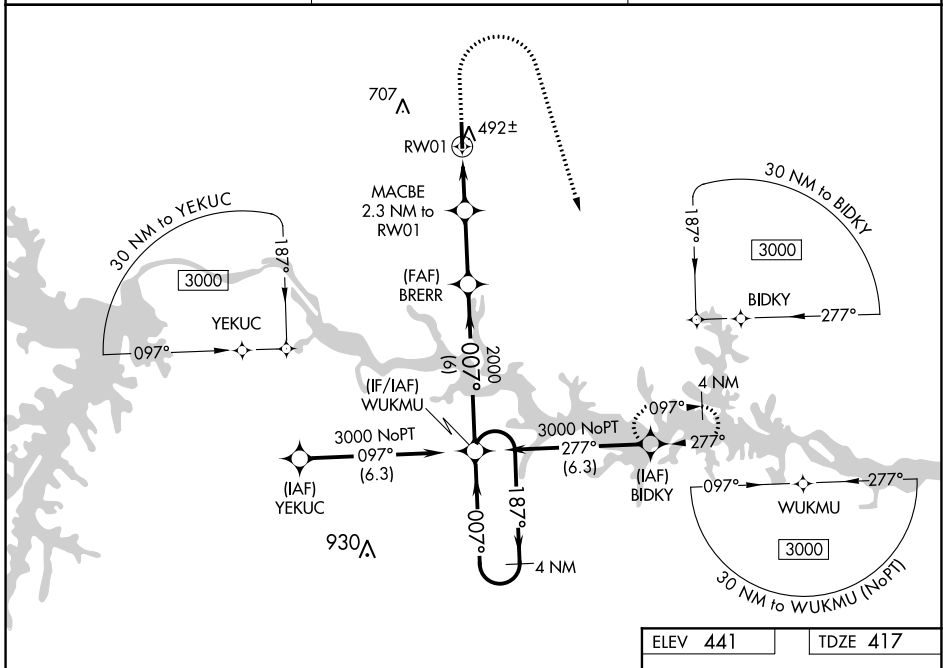 707
492±
RW01
MACBE
2.3 NM to
RW01
(FAF)
BRERR
30 NM to YEKUC
187°
3000
YEKUC
097°
30 NM to BIDKY
187°
3000
BIDKY
277°
2000
007°
(6)
(IF/IAF)
WUKMU
3000 NoPT
097°
(6.3)
(IAF)
YEKUC
3000 NoPT
277°
(6.3)
4 NM
097°
277°
(IAF)
BIDKY
187°
007°
4 NM
930
097°
277°
WUKMU
3000
30 NM to WUKMU (NoPT)
ELEV 441
TDZE 417